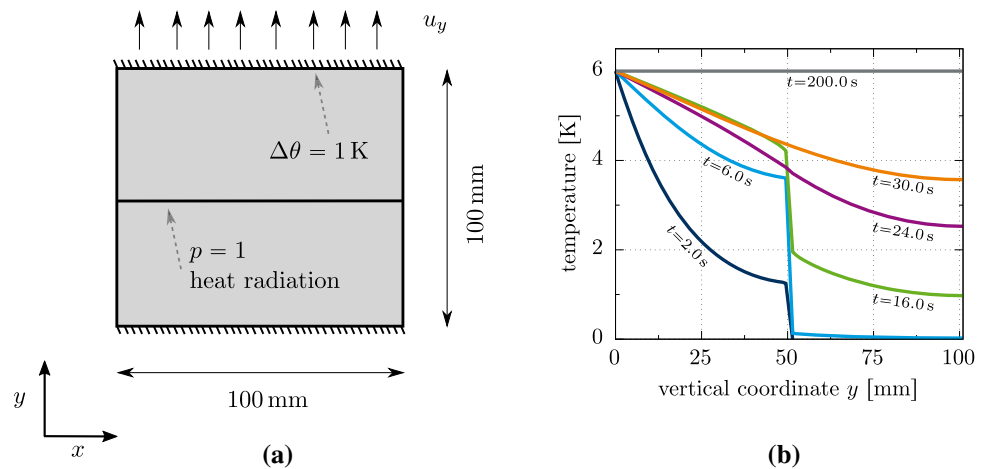 u_y
Δθ = 1 K
p = 1
heat radiation
100 mm
100 mm
y
x
(a)
temperature [K]
6
4
2
0
t=200.0 s
t=6.0 s
t=2.0 s
t=30.0 s
t=24.0 s
t=16.0 s
0 25 50 75 100
vertical coordinate y [mm]
(b)